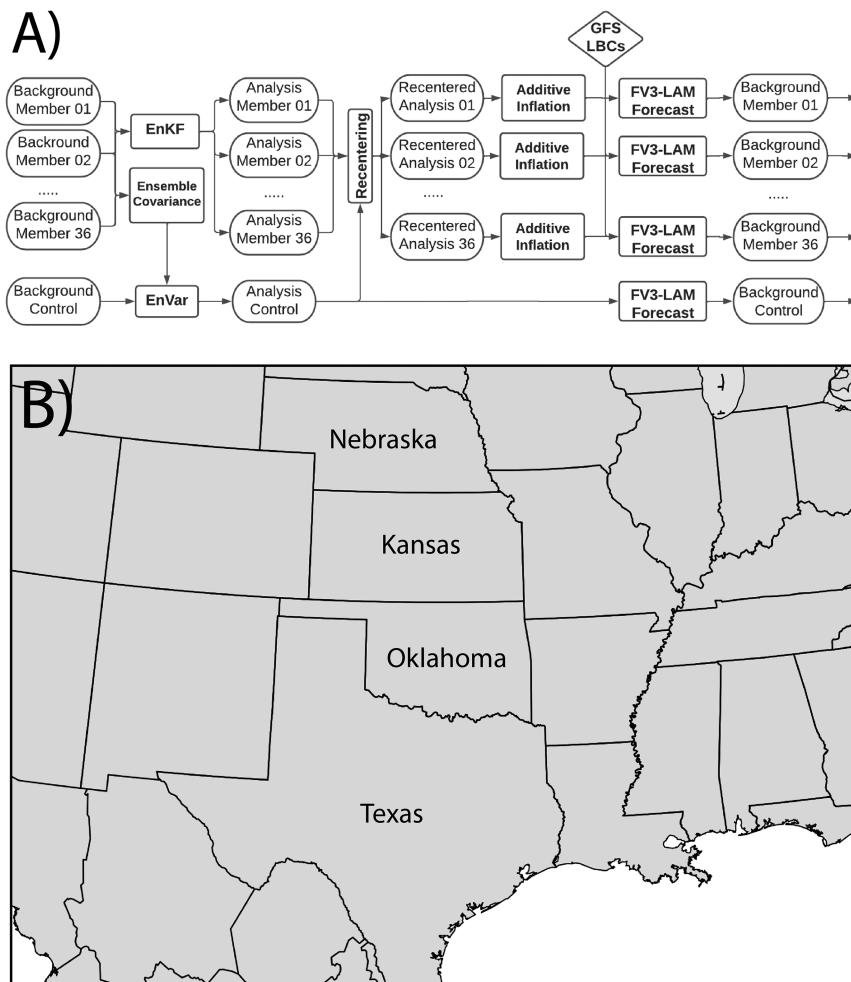 A)
GFS
LBCs
Background
Member 01
Backround
Member 02
.....
Background
Member 36
Background
Control
EnKF
Ensemble
Covariance
EnVar
Analysis
Member 01
Analysis
Member 02
.....
Analysis
Member 36
Analysis
Control
Recentering
Recentered
Analysis 01
Recentered
Analysis 02
.....
Recentered
Analysis 36
Additive
Inflation
Additive
Inflation
Additive
Inflation
FV3-LAM
Forecast
FV3-LAM
Forecast
FV3-LAM
Forecast
FV3-LAM
Forecast
Background
Member 01
Background
Member 02
.....
Background
Member 36
Background
Control
B)
Nebraska
Kansas
Oklahoma
Texas